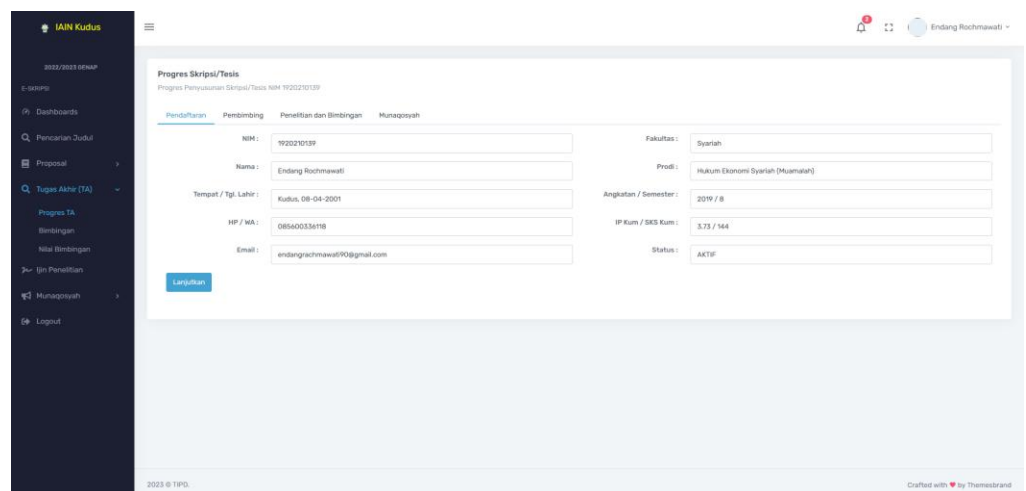 IAIN Kudus
3
Endang Rochmawati
2022/2023 GENAP
E-SKRIPSI
Dashboards
Pencarian Judul
Proposal
Tugas Akhir (TA)
Progres TA
Bimbingan
Nilai Bimbingan
Ijin Penelitian
Munaqosyah
Logout
Progres Skripsi/Tesis
Progres Penyusunan Skripsi/Tesis NIM 1920210139
Pendaftaran Pembimbing Penelitian dan Bimbingan Munaqosyah
NIM : 1920210139 Fakultas : Syariah
Nama : Endang Rochmawati Prodi : Hukum Ekonomi Syariah (Muamalah)
Tempat / Tgl. Lahir : Kudus, 08-04-2001 Angkatan / Semester : 2019 / 8
HP / WA : 085600336118 IP Kum / SKS Kum : 3.73 / 144
Email : endangrachmawati90@gmail.com Status : AKTIF
Lanjutkan
2023 © TIPD. Crafted with ❤ by Themesbrand